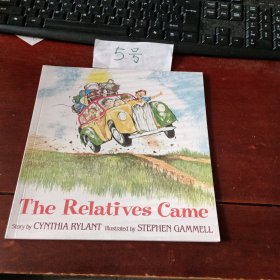 5号
The Relatives Came
Story by CYNTHIA RYLANT Illustrated by STEPHEN GAMMELL